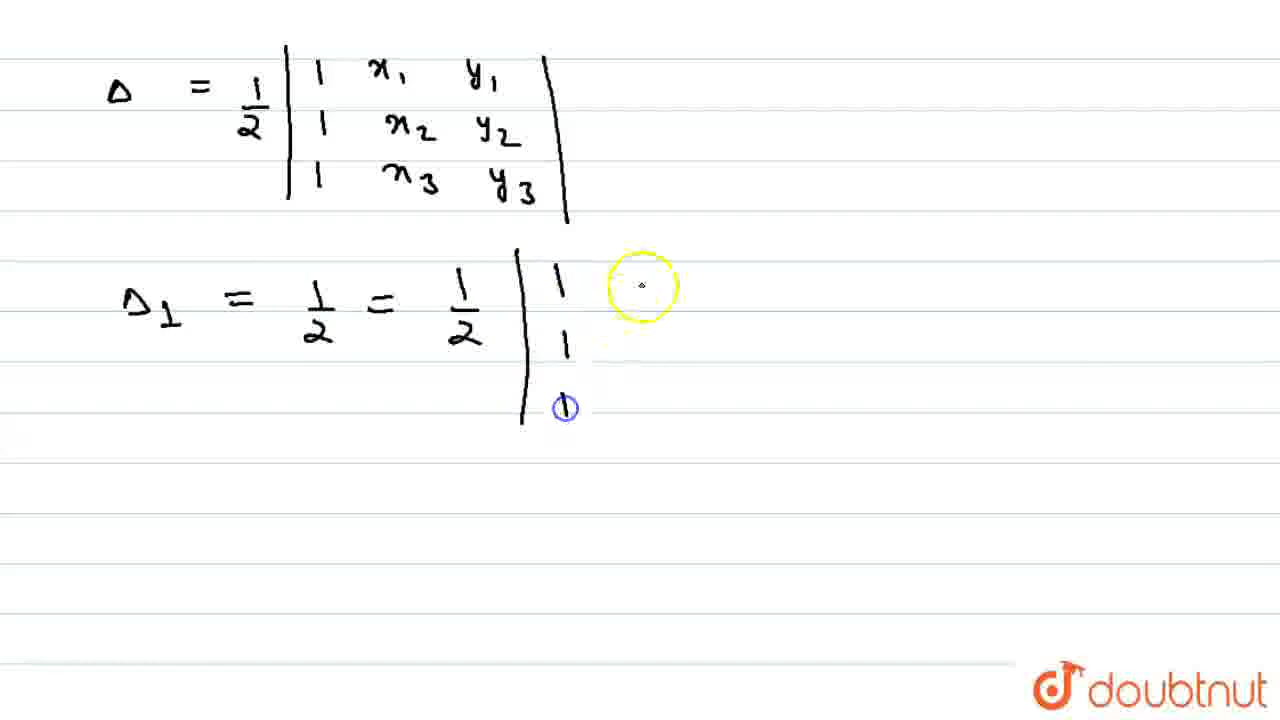 Δ = 1/2 | 1 x₁ y₁ |
| 1 x₂ y₂ |
| 1 x₃ y₃ |
Δ₁ = 1/2 = 1/2 | 1
1
1
doubtnut